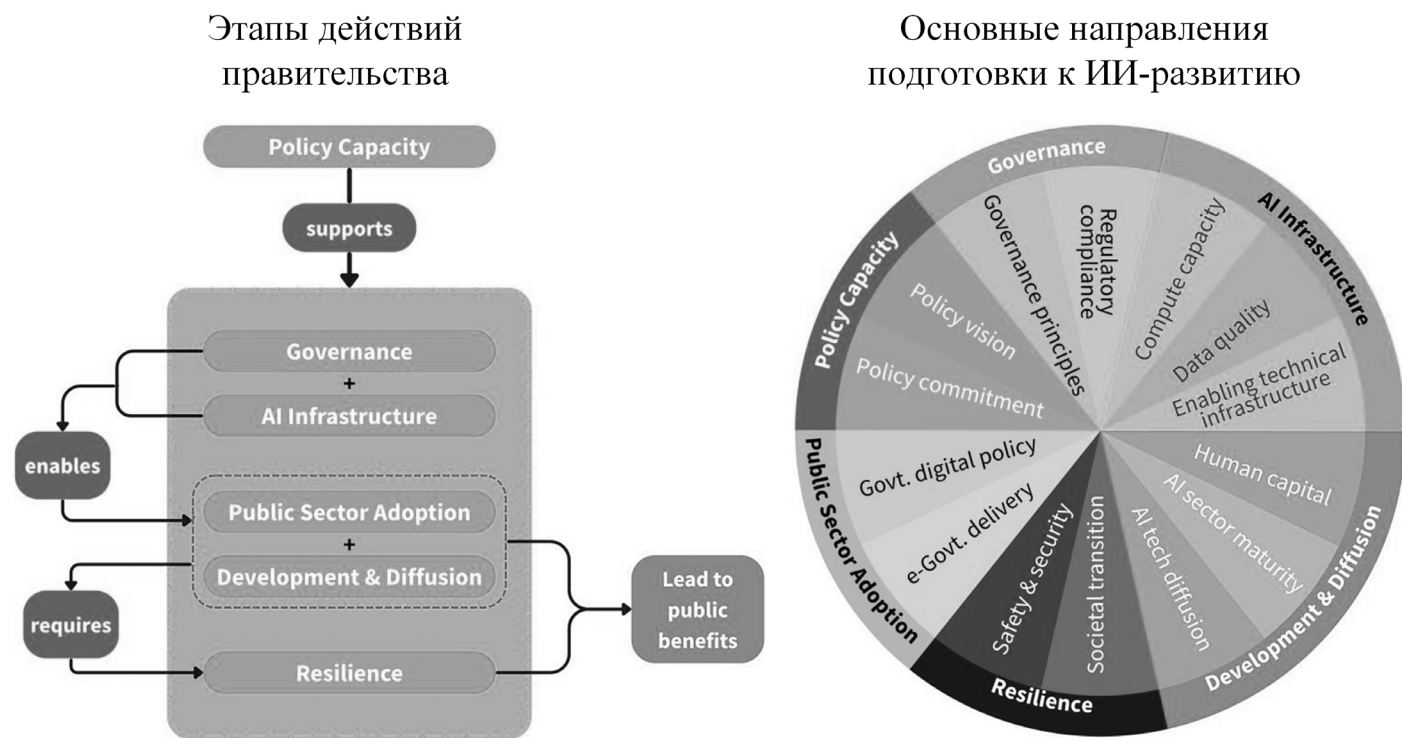 Этапы действий
правительства
Policy Capacity
supports
Governance
+
AI Infrastructure
enables
Public Sector Adoption
+
Development & Diffusion
requires
Resilience
Lead to
public
benefits
Основные направления
подготовки к ИИ-развитию
Policy Capacity
Policy vision
Policy commitment
Governance
Governance principles
Regulatory
compliance
AI Infrastructure
Compute capacity
Data quality
Enabling technical
infrastructure
Development & Diffusion
Human capital
AI sector maturity
AI tech diffusion
Resilience
Societal transition
Safety & security
Public Sector Adoption
e-Govt. delivery
Govt. digital policy